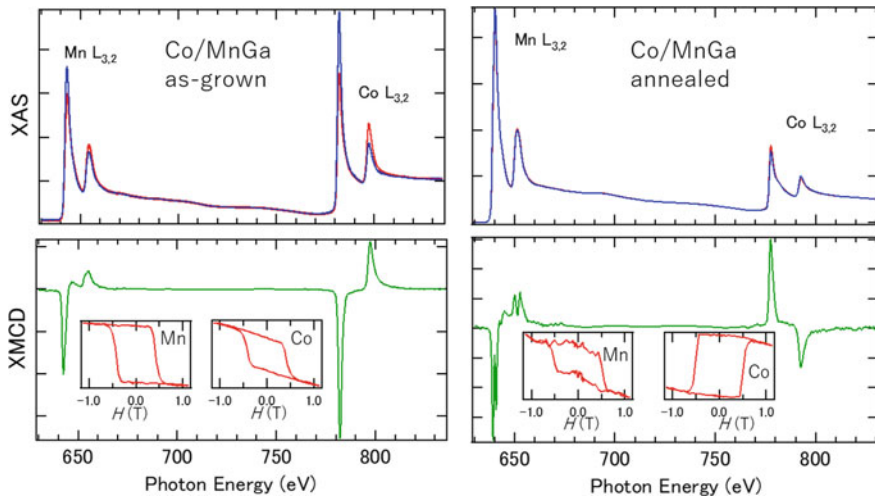 Mn L3,2
Co/MnGa
as-grown
Co L3,2
XAS
Mn L3,2
Co/MnGa
annealed
Co L3,2
XMCD
Mn
-1.0 0.0 1.0
H (T)
Co
-1.0 0.0 1.0
H (T)
650 700 750 800
Photon Energy (eV)
Mn
-1.0 0.0 1.0
H (T)
Co
-1.0 0.0 1.0
H (T)
650 700 750 800
Photon Energy (eV)